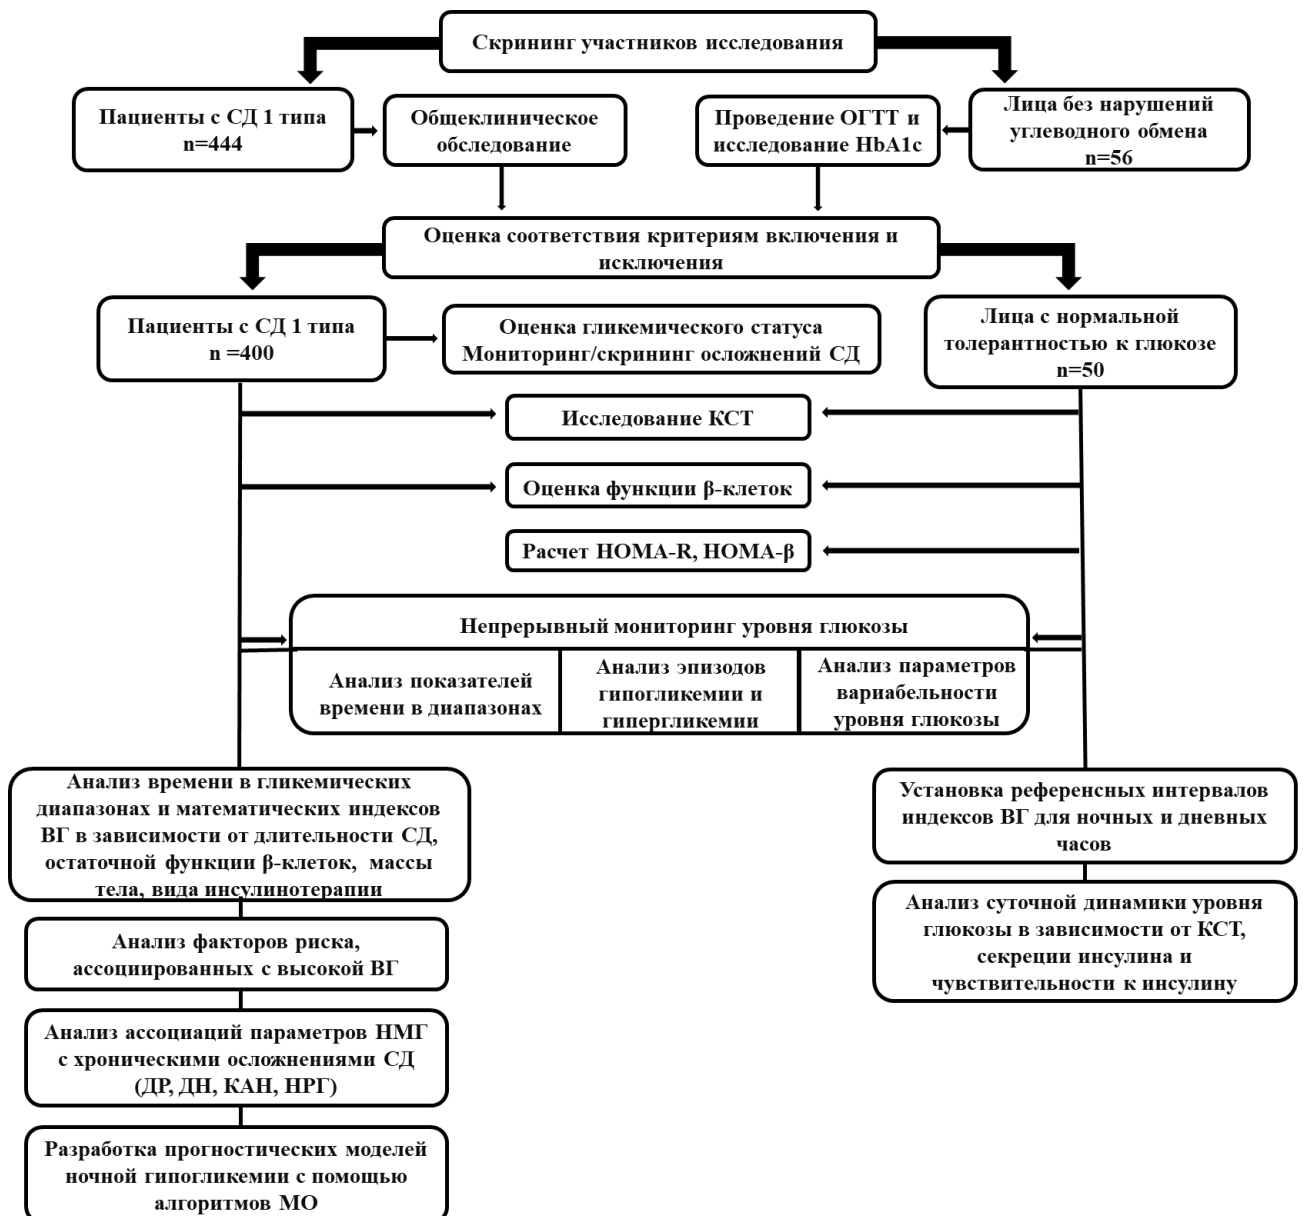 Скрининг участников исследования
Пациенты с СД 1 типа
n=444
Общеклиническое
обследование
Проведение ОГТТ и
исследование HbA1c
Лица без нарушений
углеводного обмена
n=56
Оценка соответствия критериям включения и
исключения
Пациенты с СД 1 типа
n =400
Оценка гликемического статуса
Мониторинг/скрининг осложнений СД
Лица с нормальной
толерантностью к глюкозе
n=50
Исследование КСТ
Оценка функции β-клеток
Расчет HOMA-R, HOMA-β
Непрерывный мониторинг уровня глюкозы
Анализ показателей
времени в диапазонах
Анализ эпизодов
гипогликемии и
гипергликемии
Анализ параметров
вариабельности
уровня глюкозы
Анализ времени в гликемических
диапазонах и математических индексов
ВГ в зависимости от длительности СД,
остаточной функции β-клеток, массы
тела, вида инсулинотерапии
Анализ факторов риска,
ассоциированных с высокой ВГ
Анализ ассоциаций параметров НМГ
с хроническими осложнениями СД
(ДР, ДН, КАН, НРГ)
Разработка прогностических моделей
ночной гипогликемии с помощью
алгоритмов МО
Установка референсных интервалов
индексов ВГ для ночных и дневных
часов
Анализ суточной динамики уровня
глюкозы в зависимости от КСТ,
секреции инсулина и
чувствительности к инсулину